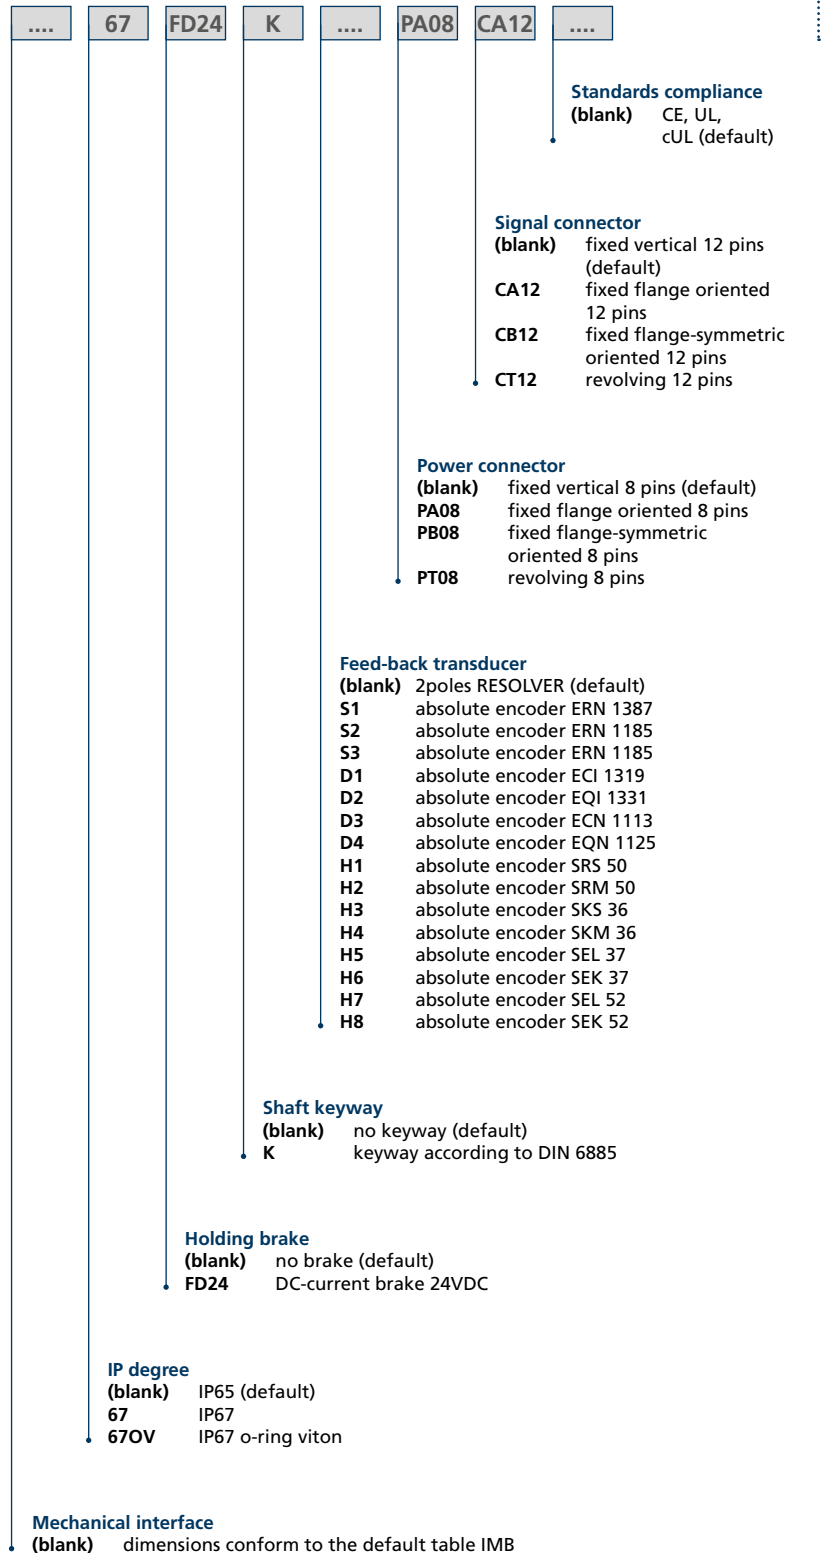 .... 67 FD24 K .... PA08 CA12 ....
Standards compliance
(blank) CE, UL,
cUL (default)
Signal connector
(blank) fixed vertical 12 pins
(default)
CA12 fixed flange oriented
12 pins
CB12 fixed flange-symmetric
oriented 12 pins
CT12 revolving 12 pins
Power connector
(blank) fixed vertical 8 pins (default)
PA08 fixed flange oriented 8 pins
PB08 fixed flange-symmetric
oriented 8 pins
PT08 revolving 8 pins
Feed-back transducer
(blank) 2poles RESOLVER (default)
S1 absolute encoder ERN 1387
S2 absolute encoder ERN 1185
S3 absolute encoder ERN 1185
D1 absolute encoder ECI 1319
D2 absolute encoder EQI 1331
D3 absolute encoder ECN 1113
D4 absolute encoder EQN 1125
H1 absolute encoder SRS 50
H2 absolute encoder SRM 50
H3 absolute encoder SKS 36
H4 absolute encoder SKM 36
H5 absolute encoder SEL 37
H6 absolute encoder SEK 37
H7 absolute encoder SEL 52
H8 absolute encoder SEK 52
Shaft keyway
(blank) no keyway (default)
K keyway according to DIN 6885
Holding brake
(blank) no brake (default)
FD24 DC-current brake 24VDC
IP degree
(blank) IP65 (default)
67 IP67
67OV IP67 o-ring viton
Mechanical interface
(blank) dimensions conform to the default table IMB